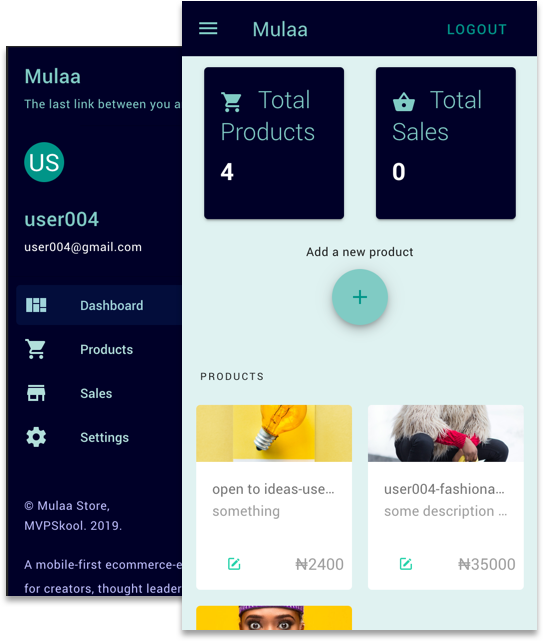 Mulaa
The last link between you a
US
user004
user004@gmail.com
Dashboard
Products
Sales
Settings
© Mulaa Store,
MVPSkool. 2019.
A mobile-first ecommerce-e
for creators, thought leader
Mulaa
LOGOUT
Total
Products
4
Total
Sales
0
Add a new product
+
PRODUCTS
open to ideas-use...
something
₦2400
user004-fashiona...
some description ...
₦35000